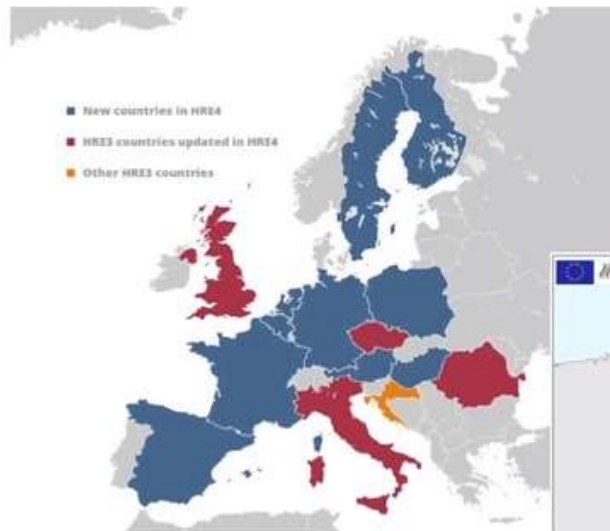 New countries in HRE4
HRE3 countries updated in HRE4
Other HRE3 countries